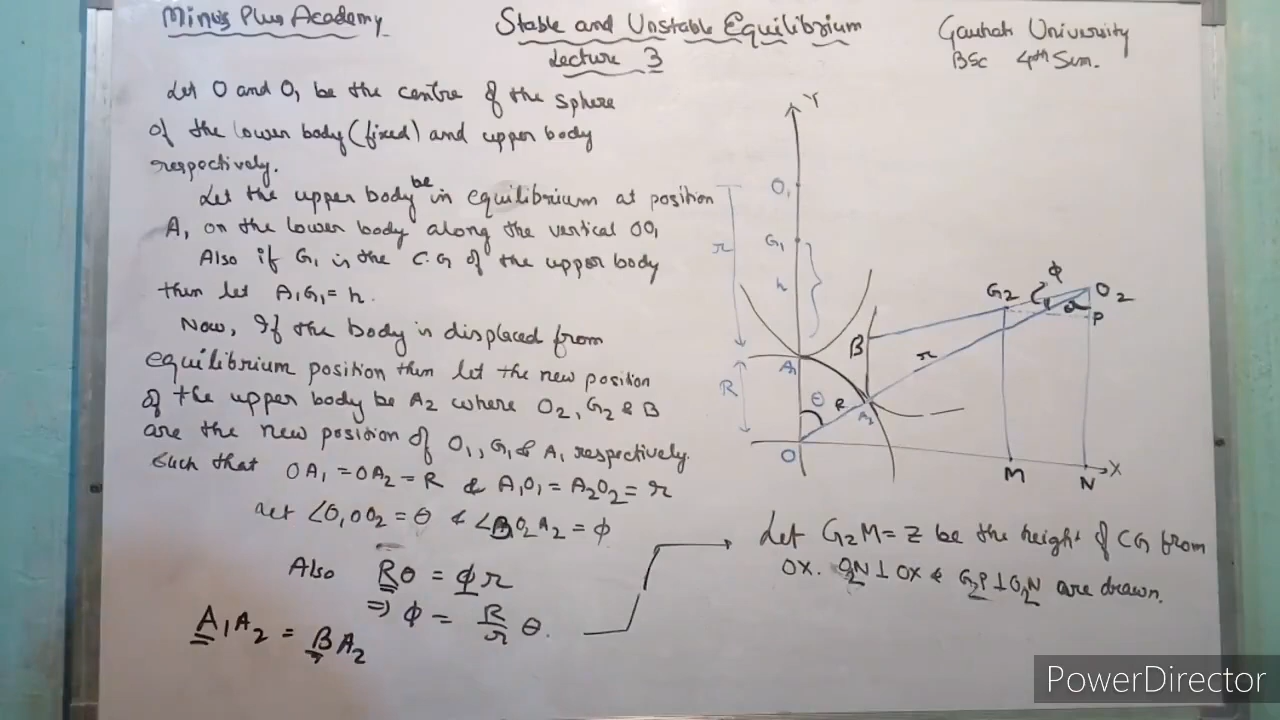 Minus Plus Academy
Stable and Unstable Equilibrium
Lecture 3
Gauhati University
BSc 4th Sem.
Let O and O₁ be the centre of the sphere
of the lower body (fixed) and upper body
respectively.
Let the upper body be in equilibrium at position
A₁ on the lower body along the vertical OO₁
Also if G₁ is the C.G of the upper body
then let A₁G₁ = h.
Now, If the body is displaced from
equilibrium position then let the new position
of the upper body be A₂ where O₂, G₂ & B
are the new position of O₁, G₁ & A₁ respectively.
Such that OA₁ = OA₂ = R & A₁O₁ = A₂O₂ = r
Let ∠O₁OO₂ = θ & ∠BO₂A₂ = φ
Also Rθ = φr
⇒ φ = R/r θ.
A₁A₂ = BA₂
Y
O₁
r
G₁
h
A₁
R
θ
R
O
B
A₂
r
G₂
φ
θ
O₂
P
M
N
X
Let G₂M = Z be the height of CG from
OX. O₂N ⊥ OX & G₂P ⊥ O₂N are drawn.
PowerDirector